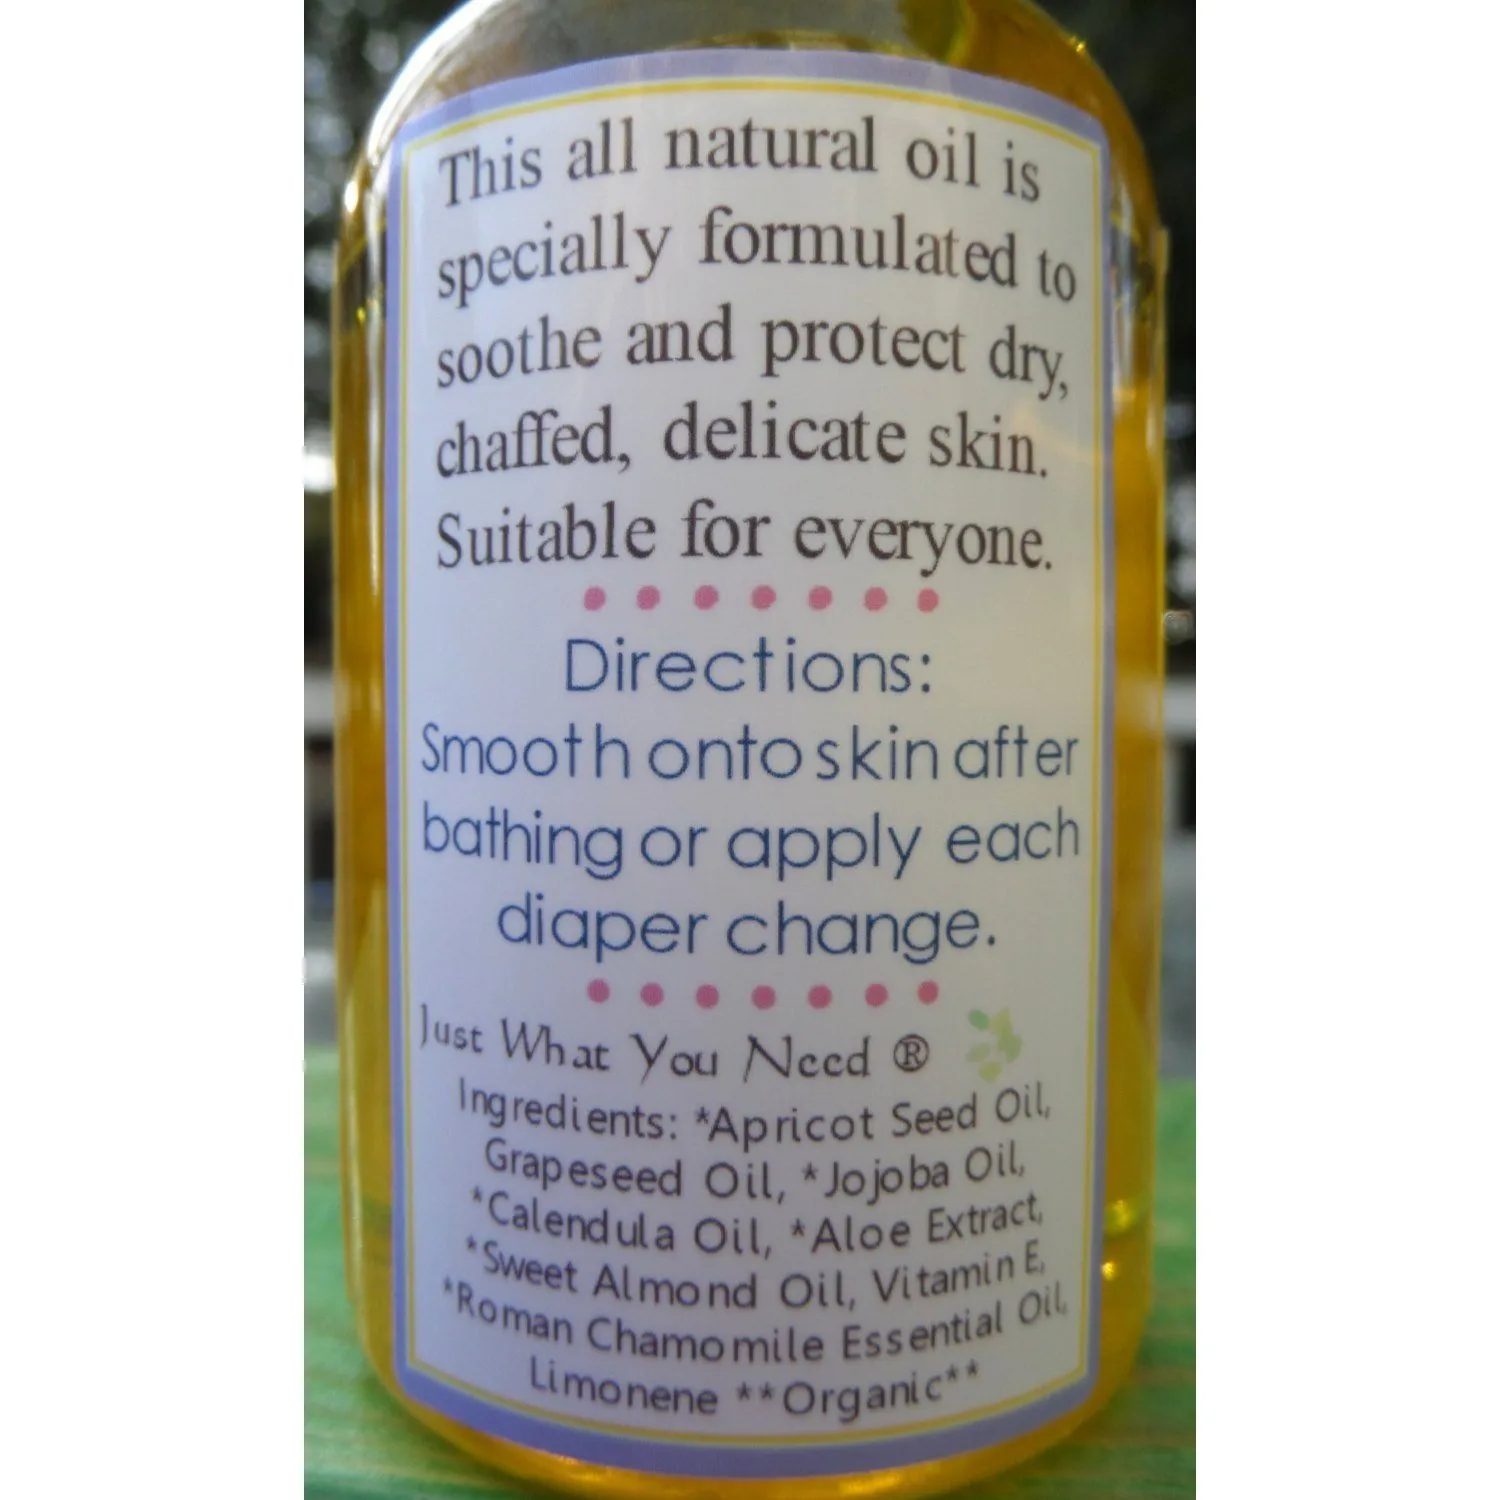 This all natural oil is
specially formulated to
soothe and protect dry,
chaffed, delicate skin.
Suitable for everyone.
Directions:
Smooth onto skin after
bathing or apply each
diaper change.
Just What You Need ®
Ingredients: *Apricot Seed Oil,
Grapeseed Oil, *Jojoba Oil,
*Calendula Oil, *Aloe Extract,
*Sweet Almond Oil, Vitamin E,
*Roman Chamomile Essential Oil,
Limonene **Organic**